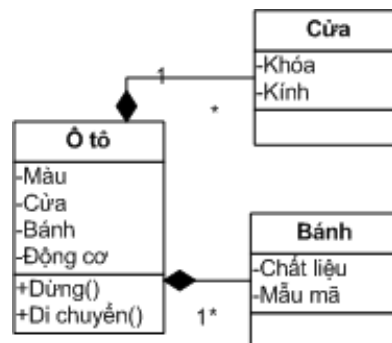 Cửa
-Khóa
-Kính
1
*
Ô tô
-Màu
-Cửa
-Bánh
-Động cơ
+Dừng()
+Di chuyển()
Bánh
-Chất liệu
-Mẫu mã
1*